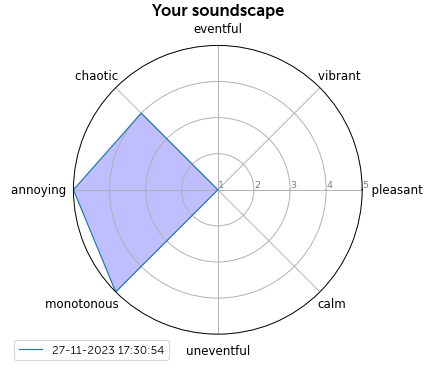 Your soundscape
eventful
chaotic
vibrant
annoying
1 2 3 4 5
pleasant
monotonous
calm
27-11-2023 17:30:54
uneventful